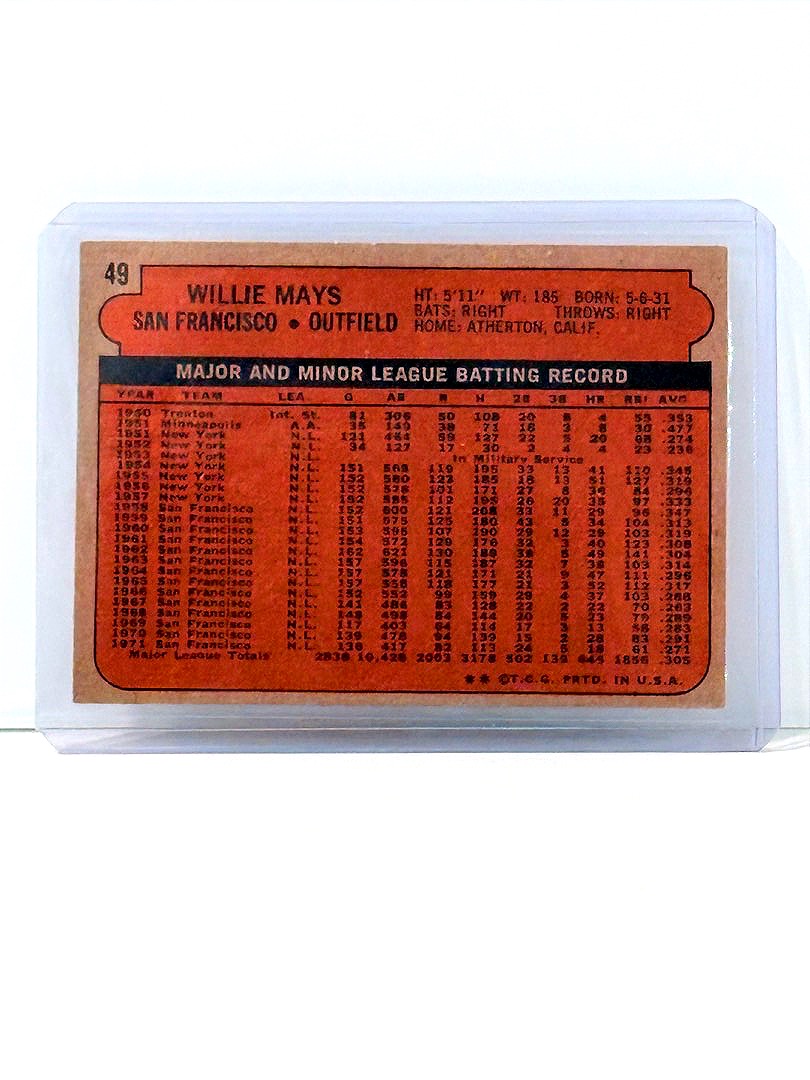 49
WILLIE MAYS
SAN FRANCISCO • OUTFIELD
HT: 5'11" WT: 185 BORN: 5-6-31
BATS: RIGHT THROWS: RIGHT
HOME: ATHERTON, CALIF.
MAJOR AND MINOR LEAGUE BATTING RECORD
YEAR TEAM LEA G AB R H 2B 3B HR RBI AVG
1950 Trenton Int. St. 81 306 50 108 20 8 4 55 .353
1951 Minneapolis A.A. 35 149 38 71 18 3 8 30 .477
1951 New York N.L. 121 464 59 127 22 5 20 68 .274
1952 New York N.L. 34 127 17 30 2 4 4 23 .236
1953 New York N.L. In Military Service
1954 New York N.L. 151 565 119 195 33 13 41 110 .345
1955 New York N.L. 152 580 123 185 18 13 51 127 .319
1956 New York N.L. 152 578 101 171 27 8 36 84 .296
1957 New York N.L. 152 585 112 195 26 20 35 97 .333
1958 San Francisco N.L. 152 600 121 208 33 11 29 96 .347
1959 San Francisco N.L. 151 575 125 180 43 5 34 104 .313
1960 San Francisco N.L. 153 595 107 190 29 12 29 103 .319
1961 San Francisco N.L. 154 572 129 176 32 3 40 123 .308
1962 San Francisco N.L. 162 621 130 189 36 5 49 141 .304
1963 San Francisco N.L. 157 596 115 187 32 7 38 103 .314
1964 San Francisco N.L. 157 578 121 171 21 9 47 111 .296
1965 San Francisco N.L. 157 558 118 177 21 3 52 112 .317
1966 San Francisco N.L. 152 552 99 159 29 4 37 103 .288
1967 San Francisco N.L. 141 486 83 128 22 2 22 70 .263
1968 San Francisco N.L. 148 498 84 144 20 5 23 79 .289
1969 San Francisco N.L. 117 403 64 114 17 3 13 58 .283
1970 San Francisco N.L. 139 478 94 139 15 2 28 83 .291
1971 San Francisco N.L. 136 417 82 113 24 5 18 61 .271
Major League Totals 2838 10,428 2003 3178 502 139 646 1856 .305
** ©T.C.G. PRTD. IN U.S.A.